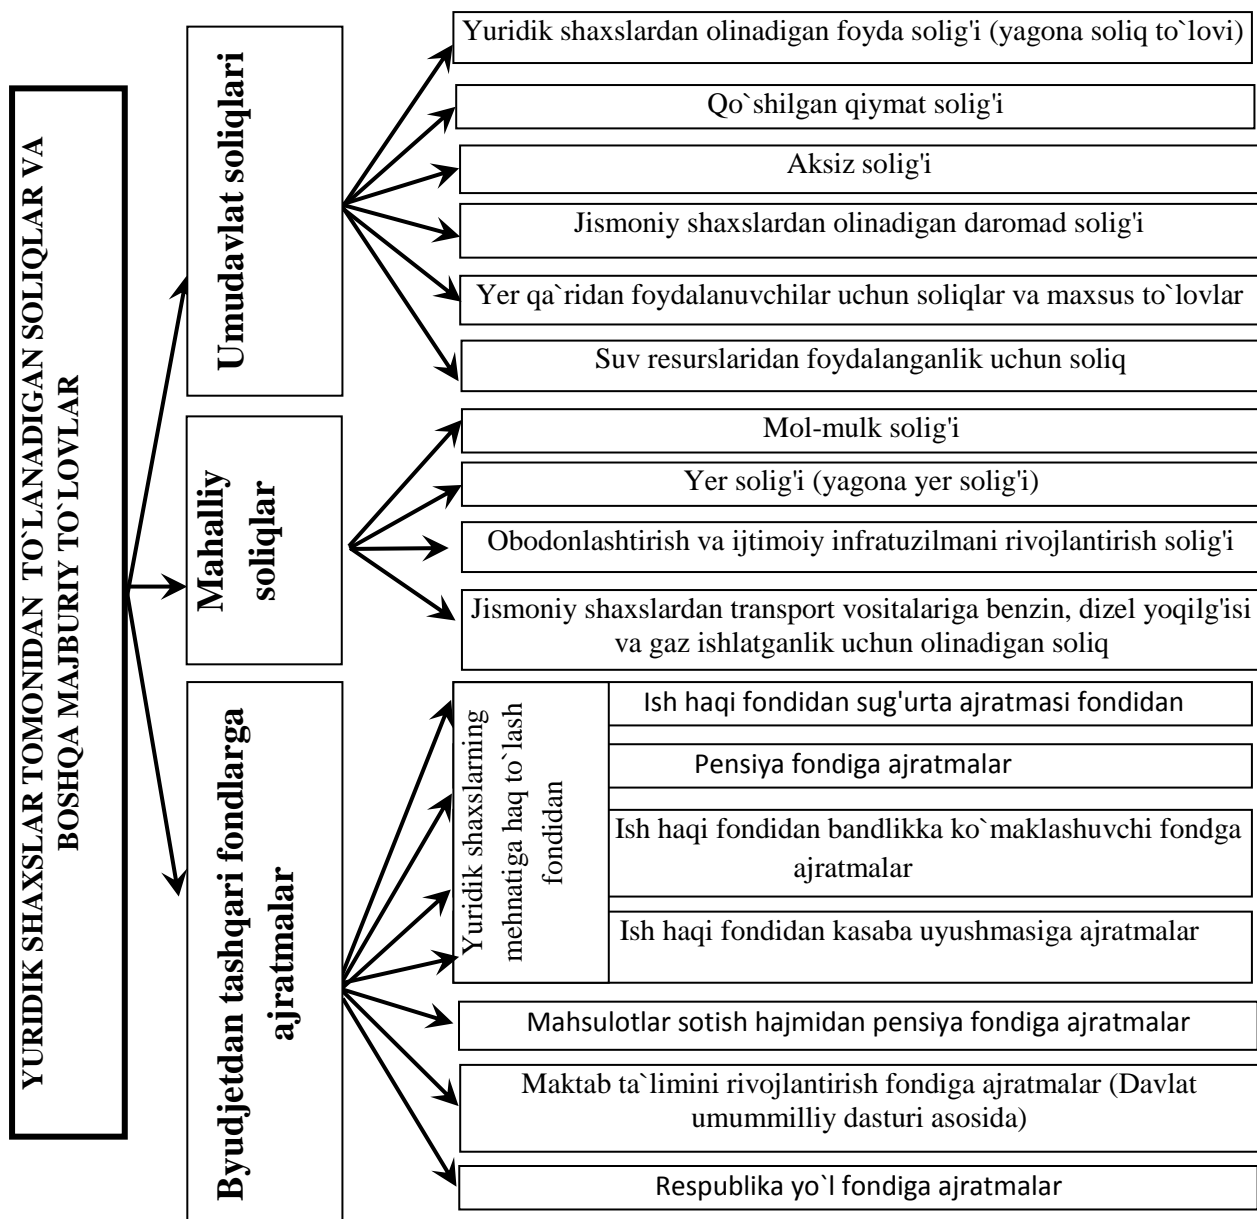 YURIDIK SHAXSLAR TOMONIDAN TO`LANADIGAN SOLIQLAR VA
BOSHQA MAJBURIY TO`LOVLAR
Umudavlat soliqlari
Yuridik shaxslardan olinadigan foyda solig'i (yagona soliq to`lovi)
Qo`shilgan qiymat solig'i
Aksiz solig'i
Jismoniy shaxslardan olinadigan daromad solig'i
Yer qa`ridan foydalanuvchilar uchun soliqlar va maxsus to`lovlar
Suv resurslaridan foydalanganlik uchun soliq
Mahalliy
soliqlar
Mol-mulk solig'i
Yer solig'i (yagona yer solig'i)
Obodonlashtirish va ijtimoiy infratuzilmani rivojlantirish solig'i
Jismoniy shaxslardan transport vositalariga benzin, dizel yoqilg'isi
va gaz ishlatganlik uchun olinadigan soliq
Byudjetdan tashqari fondlarga
ajratmalar
Yuridik shaxslarning
mehnatiga haq to`lash
fondidan
Ish haqi fondidan sug'urta ajratmasi fondidan
Pensiya fondiga ajratmalar
Ish haqi fondidan bandlikka ko`maklashuvchi fondga
ajratmalar
Ish haqi fondidan kasaba uyushmasiga ajratmalar
Mahsulotlar sotish hajmidan pensiya fondiga ajratmalar
Maktab ta`limini rivojlantirish fondiga ajratmalar (Davlat
umummilliy dasturi asosida)
Respublika yo`l fondiga ajratmalar